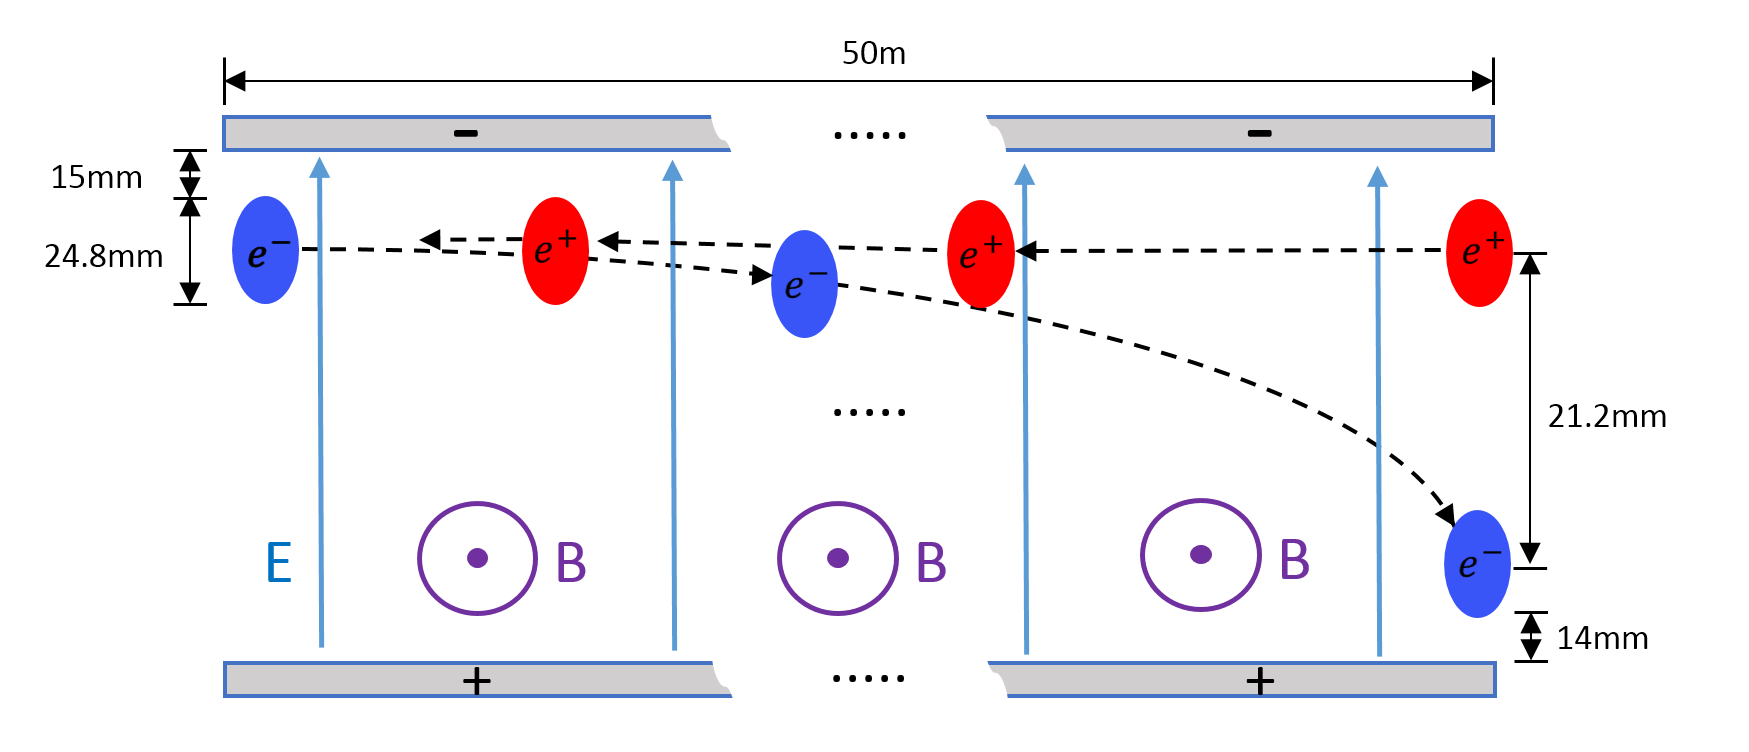 50m
− −
.....
15mm
24.8mm
e⁻ e⁺ e⁻ e⁺ e⁺
.....
21.2mm
E B B B
e⁻
14mm
+ +
.....